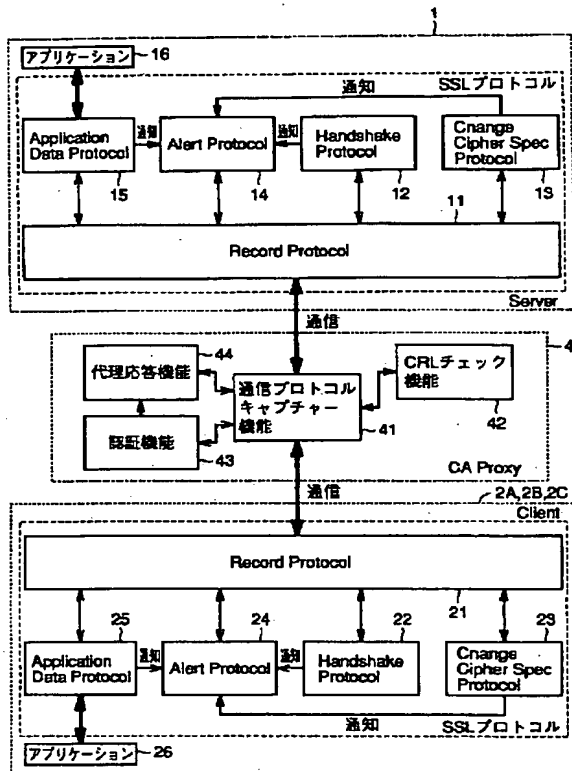 1
アプリケーション 16
通知
SSLプロトコル
Application
Data Protocol
通知
Alert Protocol
通知
Handshake
Protocol
Cnange
Cipher Spec
Protocol
15
14
12
13
11
Record Protocol
Server
通信
4
44
代理応答機能
通信プロトコル
キャプチャー
機能
CRLチェック
機能
認証機能
43
41
42
CA Proxy
通信
2A,2B,2C
Client
Record Protocol
21
25
24
22
23
Application
Data Protocol
通知
Alert Protocol
通知
Handshake
Protocol
Cnange
Cipher Spec
Protocol
通知
SSLプロトコル
アプリケーション 26